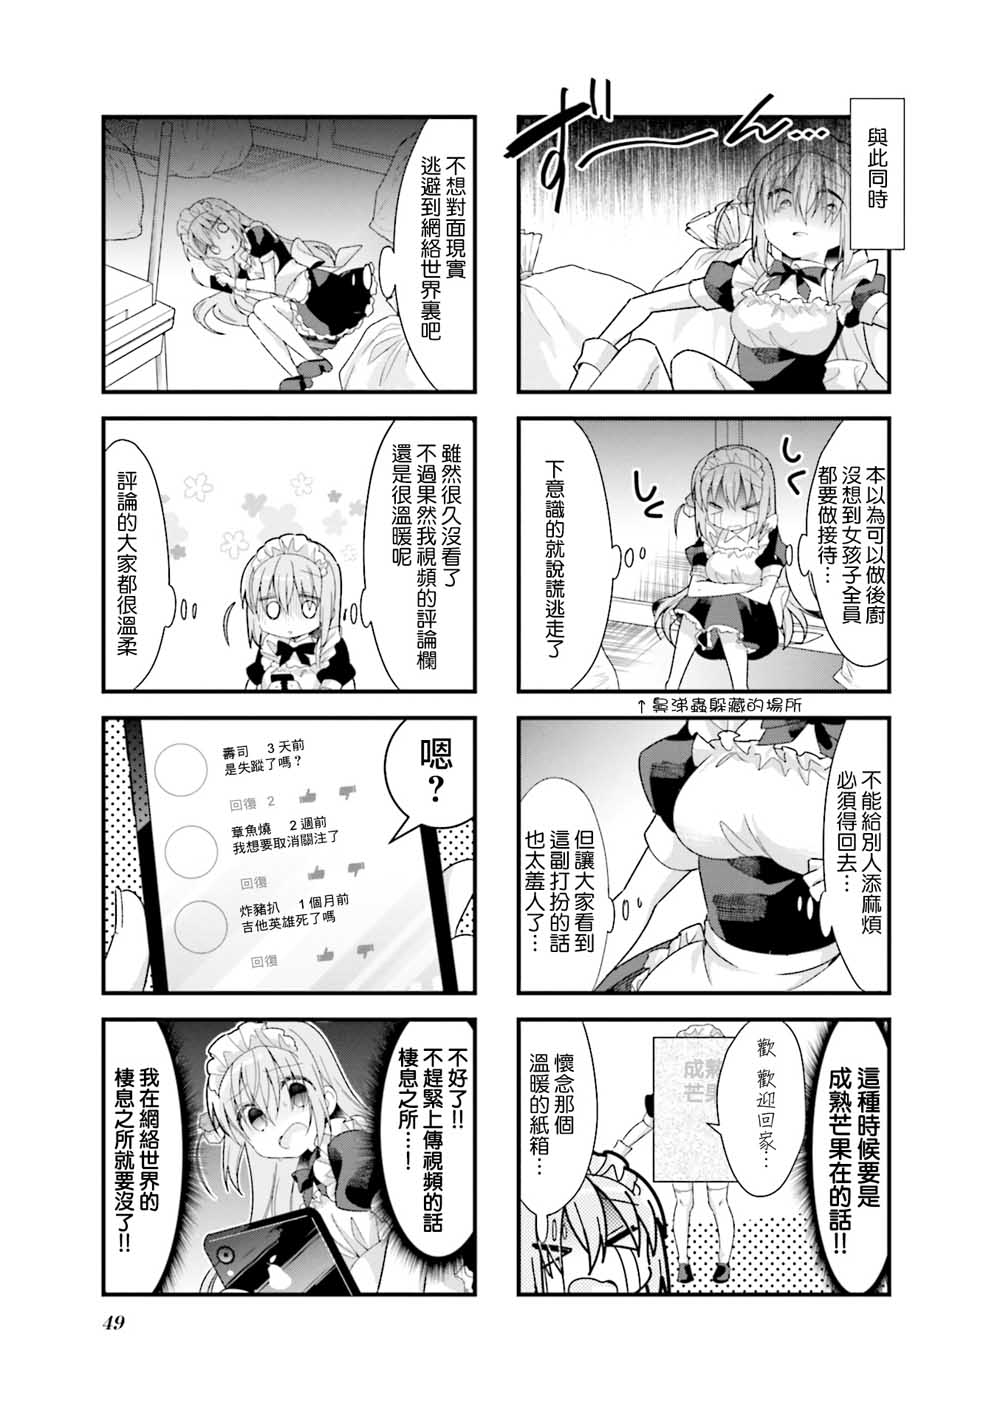 與此同時
ずーん…
本以為可以做後廚
沒想到女孩子全員
都要做接待…
下意識的就說謊逃走了
↑鼻涕蟲躲藏的場所
不能給別人添麻煩
必須得回去…
但讓大家看到
這副打扮的話
也太羞人了…
這種時候要是
成熟芒果在的話!!
歡 歡迎回家…
成熟
芒果
懷念那個
溫暖的紙箱…
不想對面現實
逃避到網絡世界裏吧
雖然很久沒看了
不過果然我視頻的評論欄
還是很溫暖呢
評論的大家都很溫柔
嗯?
壽司 3天前
是失蹤了嗎？
回復 2
章魚燒 2週前
我想要取消關注了
回復
炸豬扒 1個月前
吉他英雄死了嗎
回復
不好了!!
不趕緊上傳視頻的話
棲息之所…!
我在網絡世界的
棲息之所就要沒了!!
49